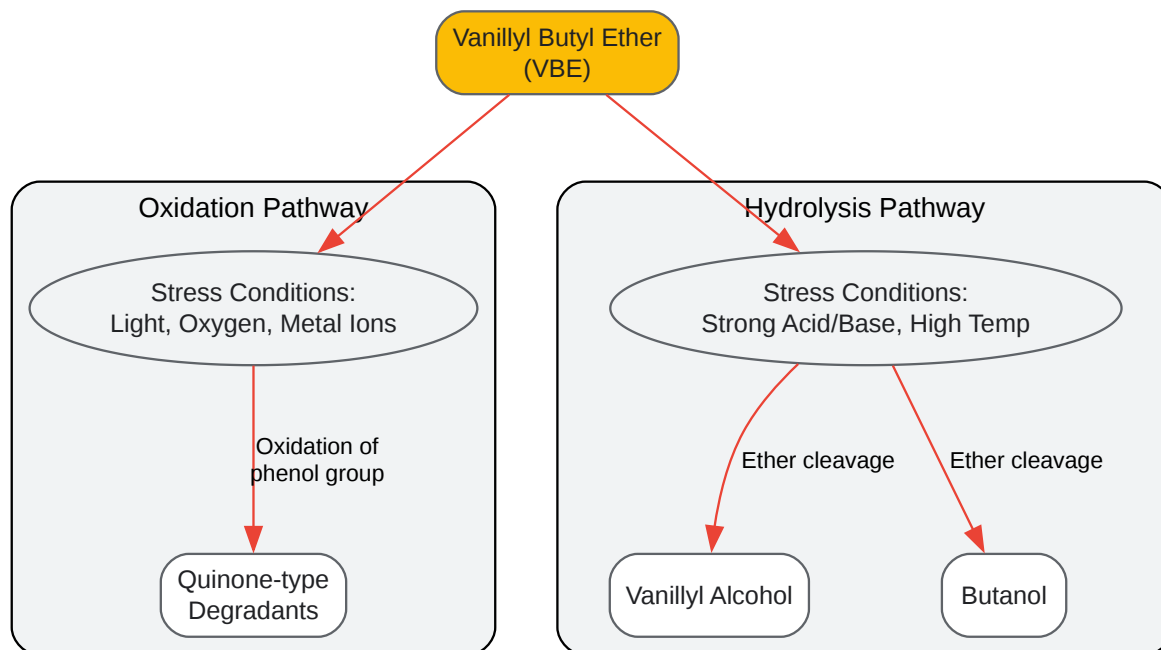 Vanillyl Butyl Ether
(VBE)
Oxidation Pathway
Stress Conditions:
Light, Oxygen, Metal Ions
Oxidation of
phenol group
Quinone-type
Degradants
Hydrolysis Pathway
Stress Conditions:
Strong Acid/Base, High Temp
Ether cleavage
Ether cleavage
Vanillyl Alcohol
Butanol